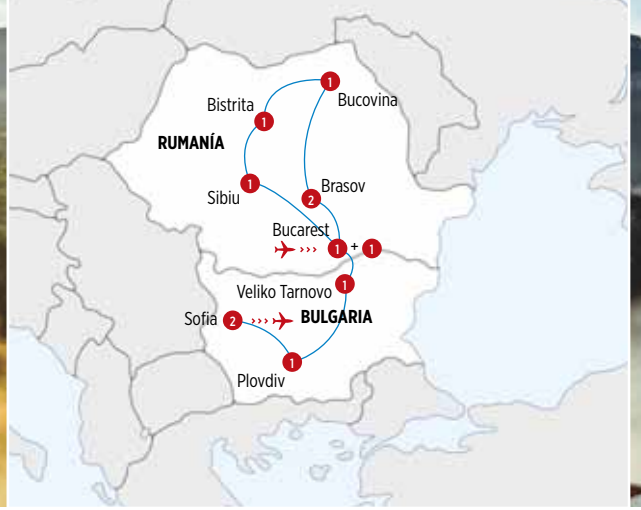 1
Bucovina
Bistrita
1
RUMANÍA
1
Sibiu
Brasov
2
Bucarest
1 + 1
Veliko Tarnovo
1
Sofia
2
BULGARIA
1
Plovdiv